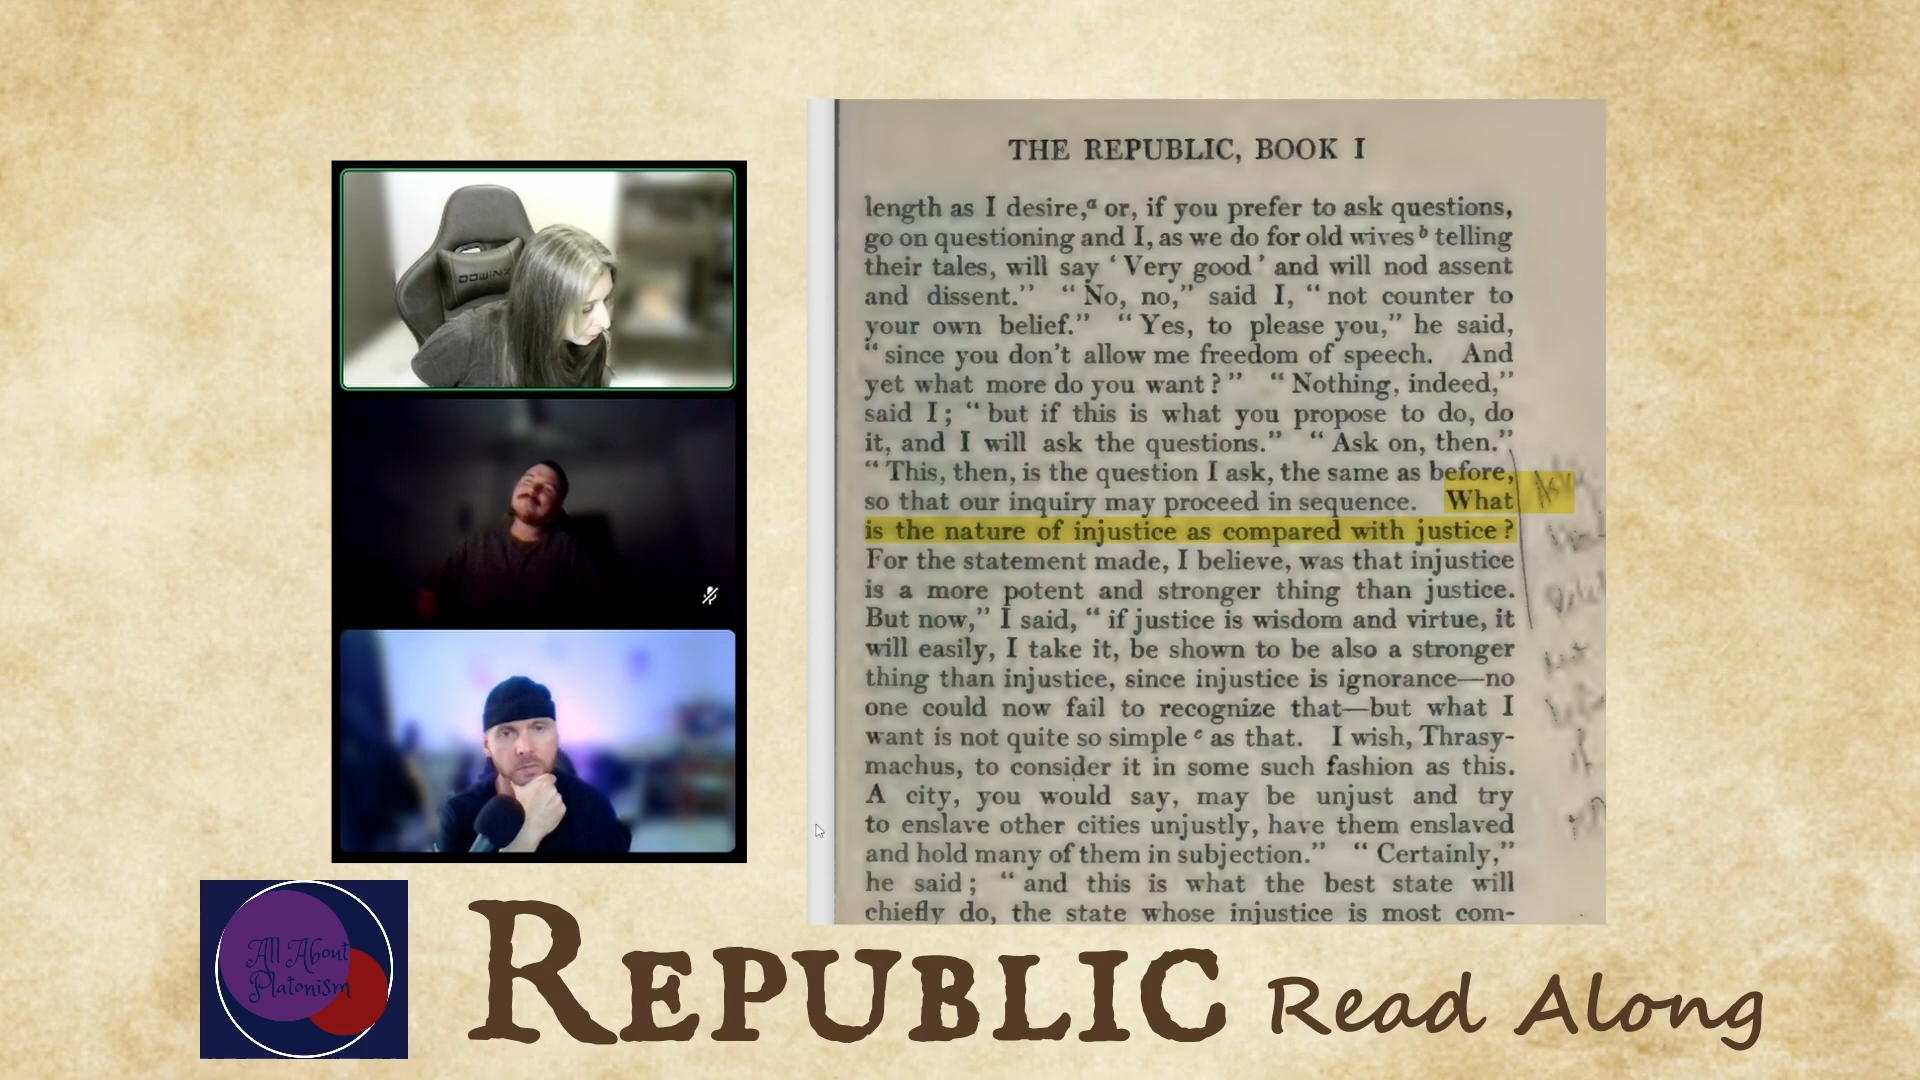 DOWINX
THE REPUBLIC, BOOK I
length as I desire,ᵃ or, if you prefer to ask questions,
go on questioning and I, as we do for old wivesᵇ telling
their tales, will say ‘ Very good ’ and will nod assent
and dissent.” “ No, no,” said I, “ not counter to
your own belief.” “ Yes, to please you,” he said,
“ since you don’t allow me freedom of speech. And
yet what more do you want ? ” “ Nothing, indeed,”
said I ; “ but if this is what you propose to do, do
it, and I will ask the questions.” “ Ask on, then.”
“ This, then, is the question I ask, the same as before,
so that our inquiry may proceed in sequence. What
is the nature of injustice as compared with justice ?
For the statement made, I believe, was that injustice
is a more potent and stronger thing than justice.
But now,” I said, “ if justice is wisdom and virtue, it
will easily, I take it, be shown to be also a stronger
thing than injustice, since injustice is ignorance—no
one could now fail to recognize that—but what I
want is not quite so simple ᶜ as that. I wish, Thrasy-
machus, to consider it in some such fashion as this.
A city, you would say, may be unjust and try
to enslave other cities unjustly, have them enslaved
and hold many of them in subjection.” “ Certainly,”
he said ; “ and this is what the best state will
chiefly do, the state whose injustice is most com-
All About
Platonism
REPUBLIC Read Along